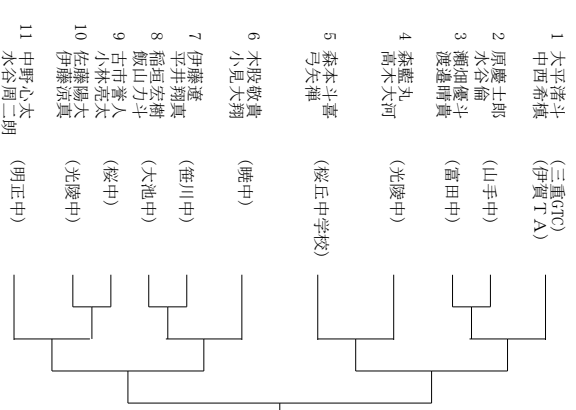 1 大平渚斗 (三重GTC)
中西希槙 (伊賀TA)
2 原慶士郎 (山手中)
水谷倫
3 瀬畑優斗 (富田中)
渡邉晴貴
4 森藍丸 (光陵中)
高木大河
5 森本斗喜 (桜丘中学校)
弓矢禅
6 木股敬貴 (暁中)
小見大翔
7 伊藤遼 (笹川中)
平井翔真
8 稲垣宏樹 (大池中)
飯山力斗
9 古市誉人 (桜中)
小林亮太
10 佐藤陽大 (光陵中)
伊藤涼真
11 中野心太 (明正中)
水谷周二朗